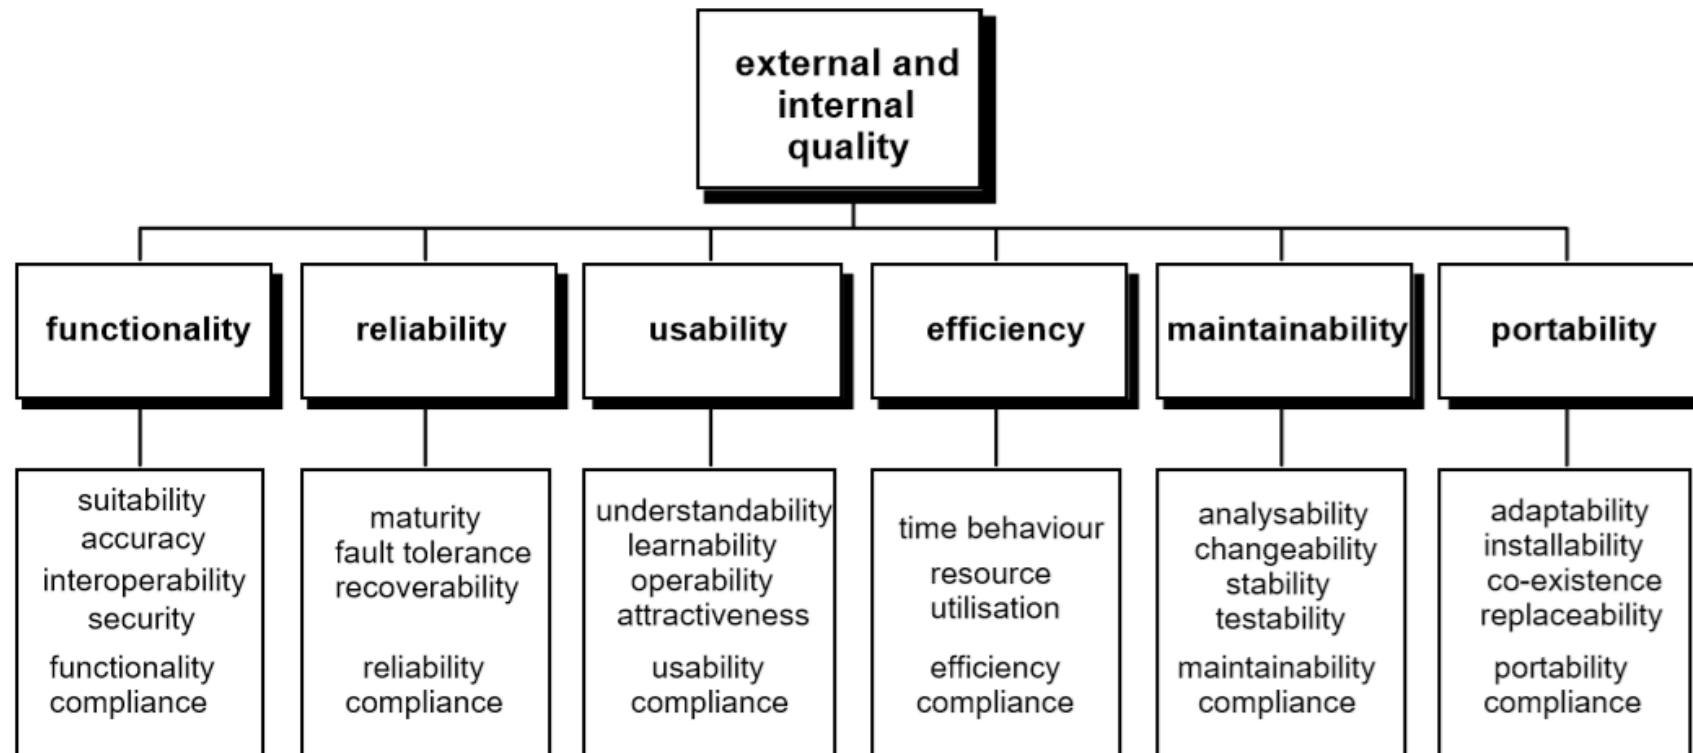 external and
internal
quality
functionality
reliability
usability
efficiency
maintainability
portability
suitability
accuracy
interoperability
security
functionality
compliance
maturity
fault tolerance
recoverability
reliability
compliance
understandability
learnability
operability
attractiveness
usability
compliance
time behaviour
resource
utilisation
efficiency
compliance
analysability
changeability
stability
testability
maintainability
compliance
adaptability
installability
co-existence
replaceability
portability
compliance